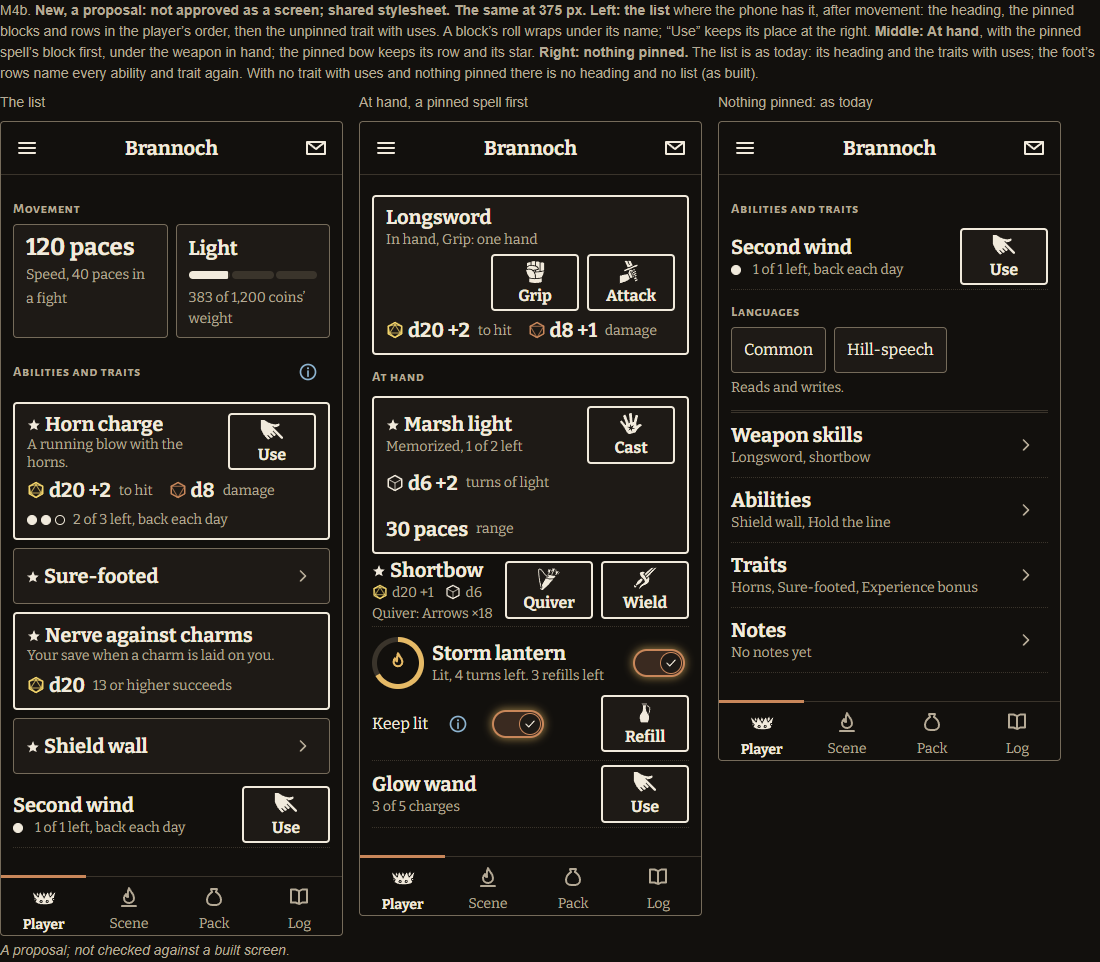 M4b. New, a proposal: not approved as a screen; shared stylesheet. The same at 375 px. Left: the list where the phone has it, after movement: the heading, the pinned
blocks and rows in the player's order, then the unpinned trait with uses. A block's roll wraps under its name; “Use” keeps its place at the right. Middle: At hand, with the pinned
spell's block first, under the weapon in hand; the pinned bow keeps its row and its star. Right: nothing pinned. The list is as today: its heading and the traits with uses; the foot's
rows name every ability and trait again. With no trait with uses and nothing pinned there is no heading and no list (as built).
The list
Brannoch
Movement
120 paces
Speed, 40 paces in
a fight
Light
383 of 1,200 coins’
weight
Abilities and traits
★ Horn charge
A running blow with the
horns.
Use
d20 +2 to hit d8 damage
2 of 3 left, back each day
★ Sure-footed
★ Nerve against charms
Your save when a charm is laid on you.
d20 13 or higher succeeds
★ Shield wall
Second wind
1 of 1 left, back each day
Use
Player Scene Pack Log
At hand, a pinned spell first
Brannoch
Longsword
In hand, Grip: one hand
Grip Attack
d20 +2 to hit d8 +1 damage
At hand
★ Marsh light
Memorized, 1 of 2 left
Cast
d6 +2 turns of light
30 paces range
★ Shortbow
d20 +1 d6
Quiver: Arrows ×18
Quiver Wield
Storm lantern
Lit, 4 turns left. 3 refills left
Keep lit
Refill
Glow wand
3 of 5 charges
Use
Player Scene Pack Log
Nothing pinned: as today
Brannoch
Abilities and traits
Second wind
1 of 1 left, back each day
Use
Languages
Common Hill-speech
Reads and writes.
Weapon skills
Longsword, shortbow
Abilities
Shield wall, Hold the line
Traits
Horns, Sure-footed, Experience bonus
Notes
No notes yet
Player Scene Pack Log
A proposal; not checked against a built screen.